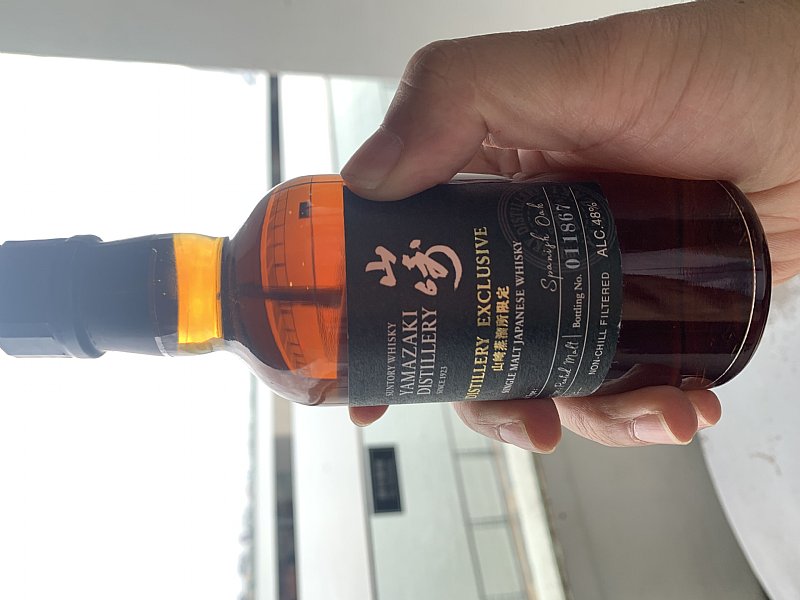 SUNTORY WHISKY
YAMAZAKI
DISTILLERY
SINCE 1923
山崎
DISTILLERY EXCLUSIVE
山崎蒸溜所限定
SINGLE MALT JAPANESE WHISKY
Spanish Oak
Malt
Bottling No. 011867
NON-CHILL FILTERED ALC.48%